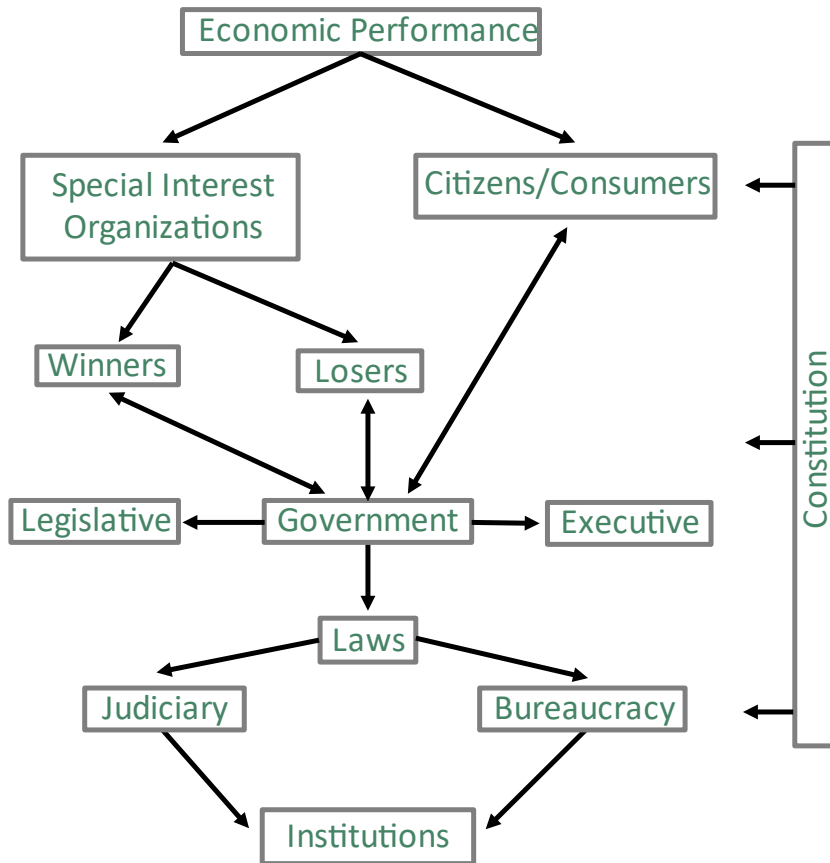 Economic Performance
Special Interest
Organizations
Citizens/Consumers
Winners
Losers
Legislative
Government
Executive
Constitution
Laws
Judiciary
Bureaucracy
Institutions